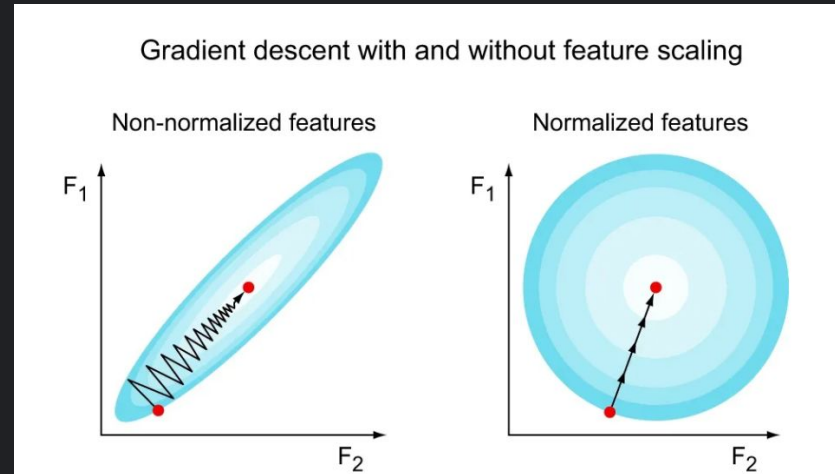 Gradient descent with and without feature scaling
Non-normalized features
Normalized features
F1
F2
F1
F2